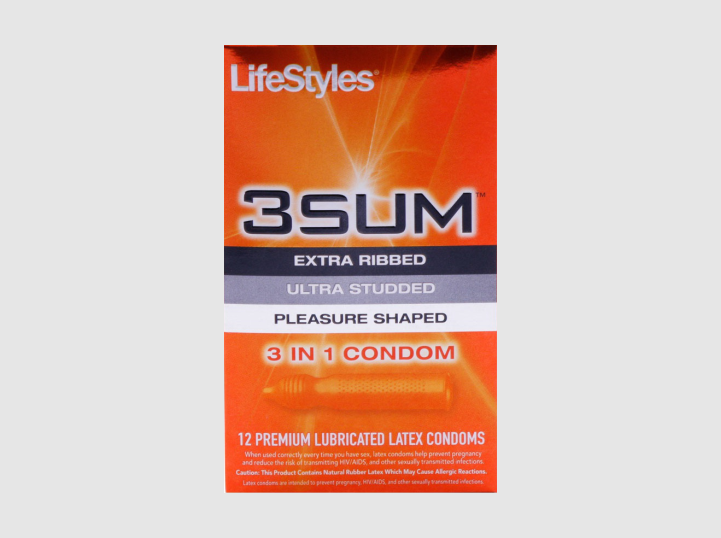 LifeStyles®
3SUM™
EXTRA RIBBED
ULTRA STUDDED
PLEASURE SHAPED
3 IN 1 CONDOM
12 PREMIUM LUBRICATED LATEX CONDOMS
When used correctly every time you have sex, latex condoms help prevent pregnancy
and reduce the risk of transmitting HIV/AIDS, and other sexually transmitted infections.
Caution: This Product Contains Natural Rubber Latex Which May Cause Allergic Reactions.
Latex condoms are intended to prevent pregnancy, HIV/AIDS, and other sexually transmitted infections.